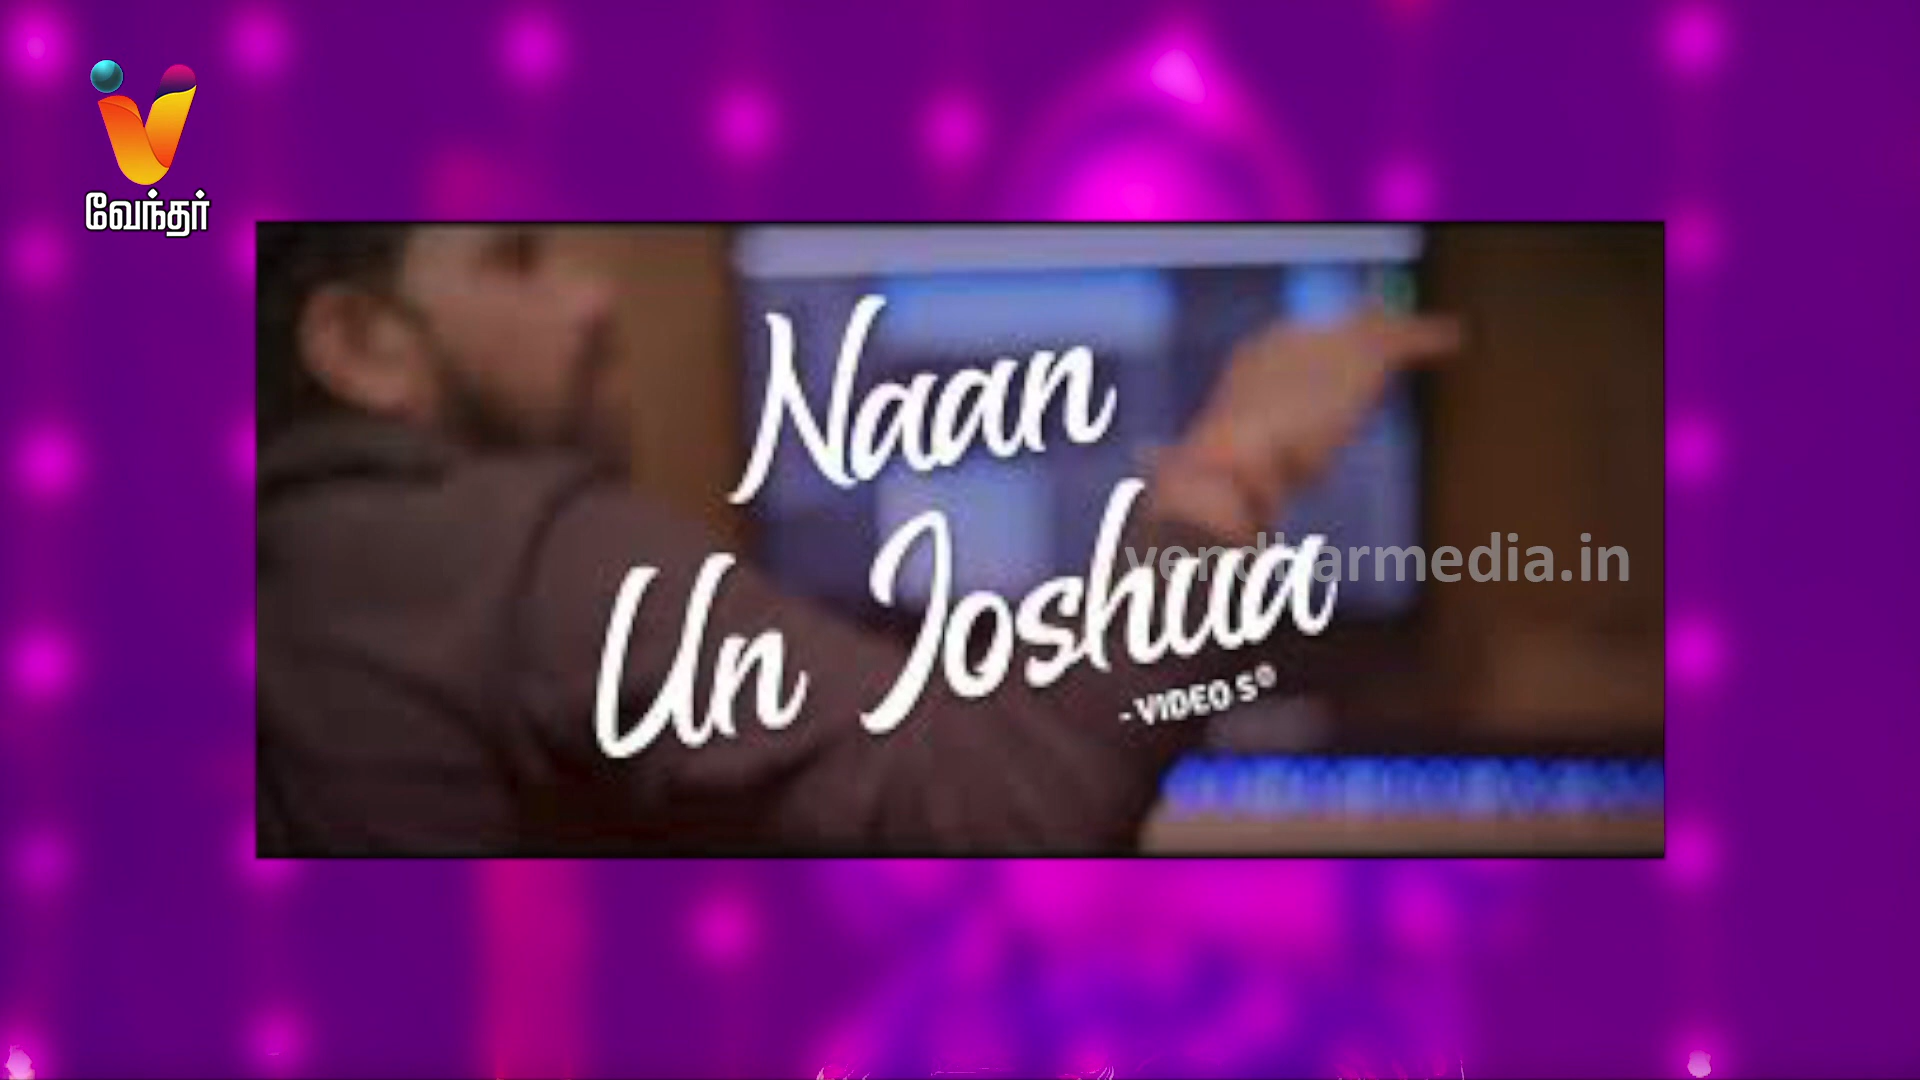 வேந்தர்
Naan
Un Joshua
vendharmedia.in
- VIDEO S